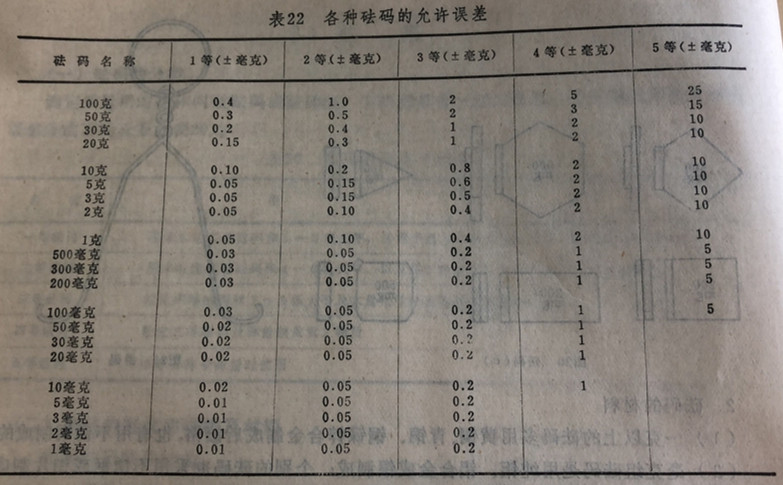 表22 各种砝码的允许误差
砝码名称 1等(±毫克) 2等(±毫克) 3等(±毫克) 4等(±毫克) 5等(±毫克)
100克 0.4 1.0 2 5 25
50克 0.3 0.5 2 3 15
30克 0.2 0.4 1 2 10
20克 0.15 0.3 1 2 10
10克 0.10 0.2 0.8 2 10
5克 0.05 0.15 0.6 2 10
3克 0.05 0.15 0.5 2 10
2克 0.05 0.10 0.4 2 10
1克 0.05 0.10 0.4 2 10
500毫克 0.03 0.05 0.2 1 5
300毫克 0.03 0.05 0.2 1 5
200毫克 0.03 0.05 0.2 1 5
100毫克 0.03 0.05 0.2 1 5
50毫克 0.02 0.05 0.2 1
30毫克 0.02 0.05 0.2 1
20毫克 0.02 0.05 0.2 1
10毫克 0.02 0.05 0.2 1
5毫克 0.01 0.05 0.2
3毫克 0.01 0.05 0.2
2毫克 0.01 0.05 0.2
1毫克 0.01 0.05 0.2